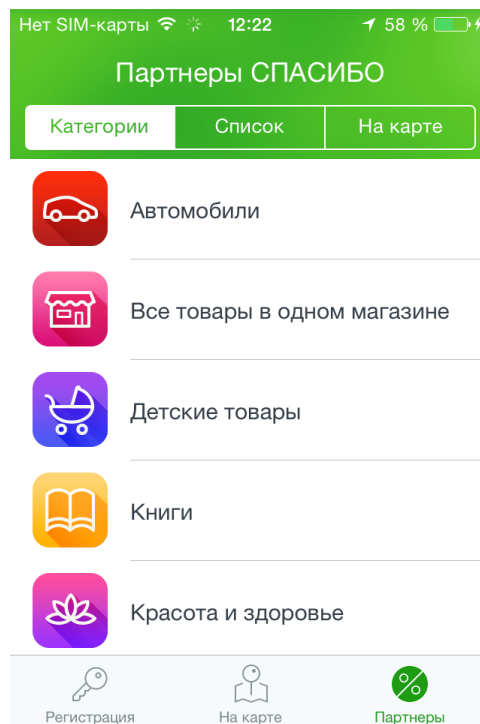 Нет SIM-карты 12:22 58 %
Партнеры СПАСИБО
Категории Список На карте
Автомобили
Все товары в одном магазине
Детские товары
Книги
Красота и здоровье
Регистрация На карте Партнеры